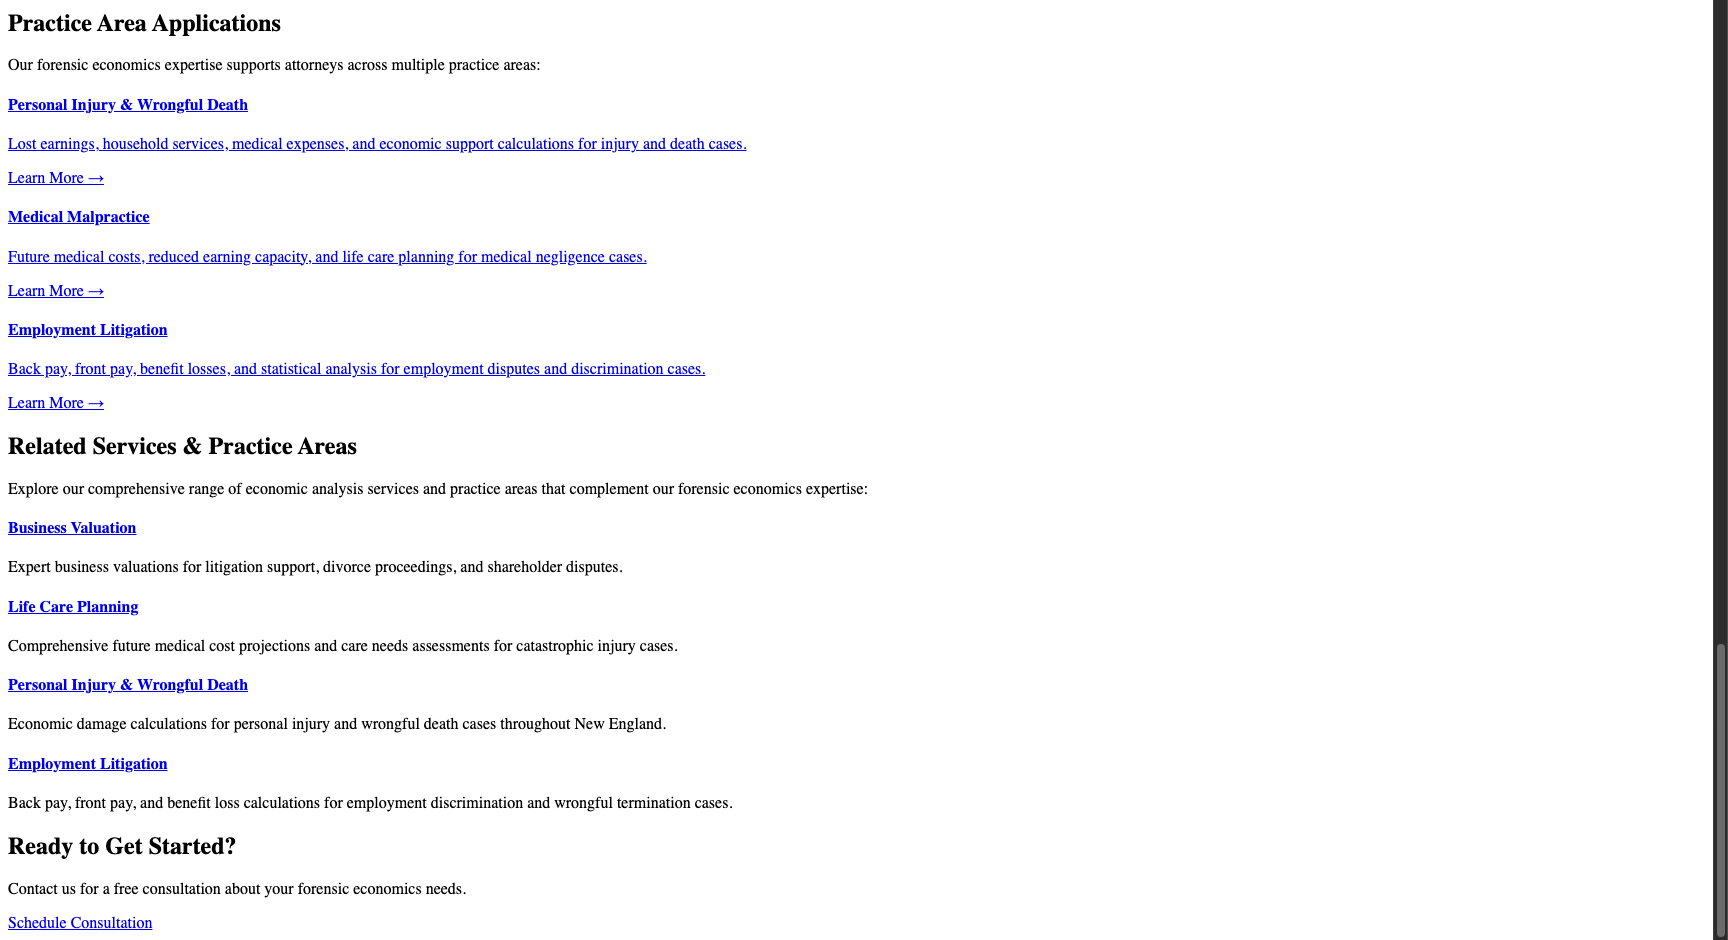 Practice Area Applications
Our forensic economics expertise supports attorneys across multiple practice areas:
Personal Injury & Wrongful Death
Lost earnings, household services, medical expenses, and economic support calculations for injury and death cases.
Learn More →
Medical Malpractice
Future medical costs, reduced earning capacity, and life care planning for medical negligence cases.
Learn More →
Employment Litigation
Back pay, front pay, benefit losses, and statistical analysis for employment disputes and discrimination cases.
Learn More →
Related Services & Practice Areas
Explore our comprehensive range of economic analysis services and practice areas that complement our forensic economics expertise:
Business Valuation
Expert business valuations for litigation support, divorce proceedings, and shareholder disputes.
Life Care Planning
Comprehensive future medical cost projections and care needs assessments for catastrophic injury cases.
Personal Injury & Wrongful Death
Economic damage calculations for personal injury and wrongful death cases throughout New England.
Employment Litigation
Back pay, front pay, and benefit loss calculations for employment discrimination and wrongful termination cases.
Ready to Get Started?
Contact us for a free consultation about your forensic economics needs.
Schedule Consultation